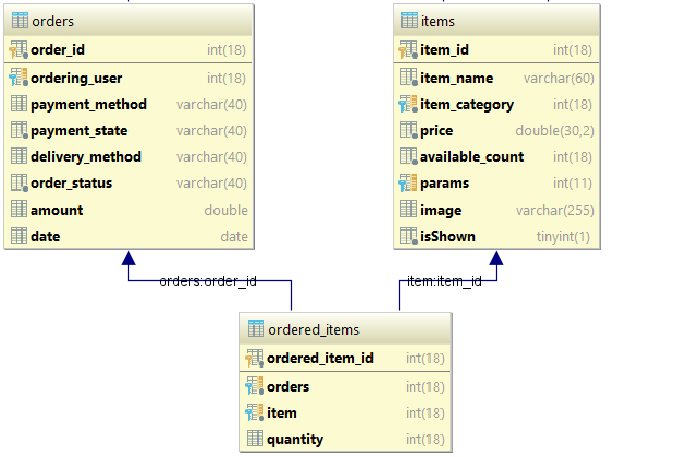 orders
order_id int(18)
ordering_user int(18)
payment_method varchar(40)
payment_state varchar(40)
delivery_method varchar(40)
order_status varchar(40)
amount double
date date
items
item_id int(18)
item_name varchar(60)
item_category int(18)
price double(30,2)
available_count int(18)
params int(11)
image varchar(255)
isShown tinyint(1)
orders:order_id
item:item_id
ordered_items
ordered_item_id int(18)
orders int(18)
item int(18)
quantity int(18)